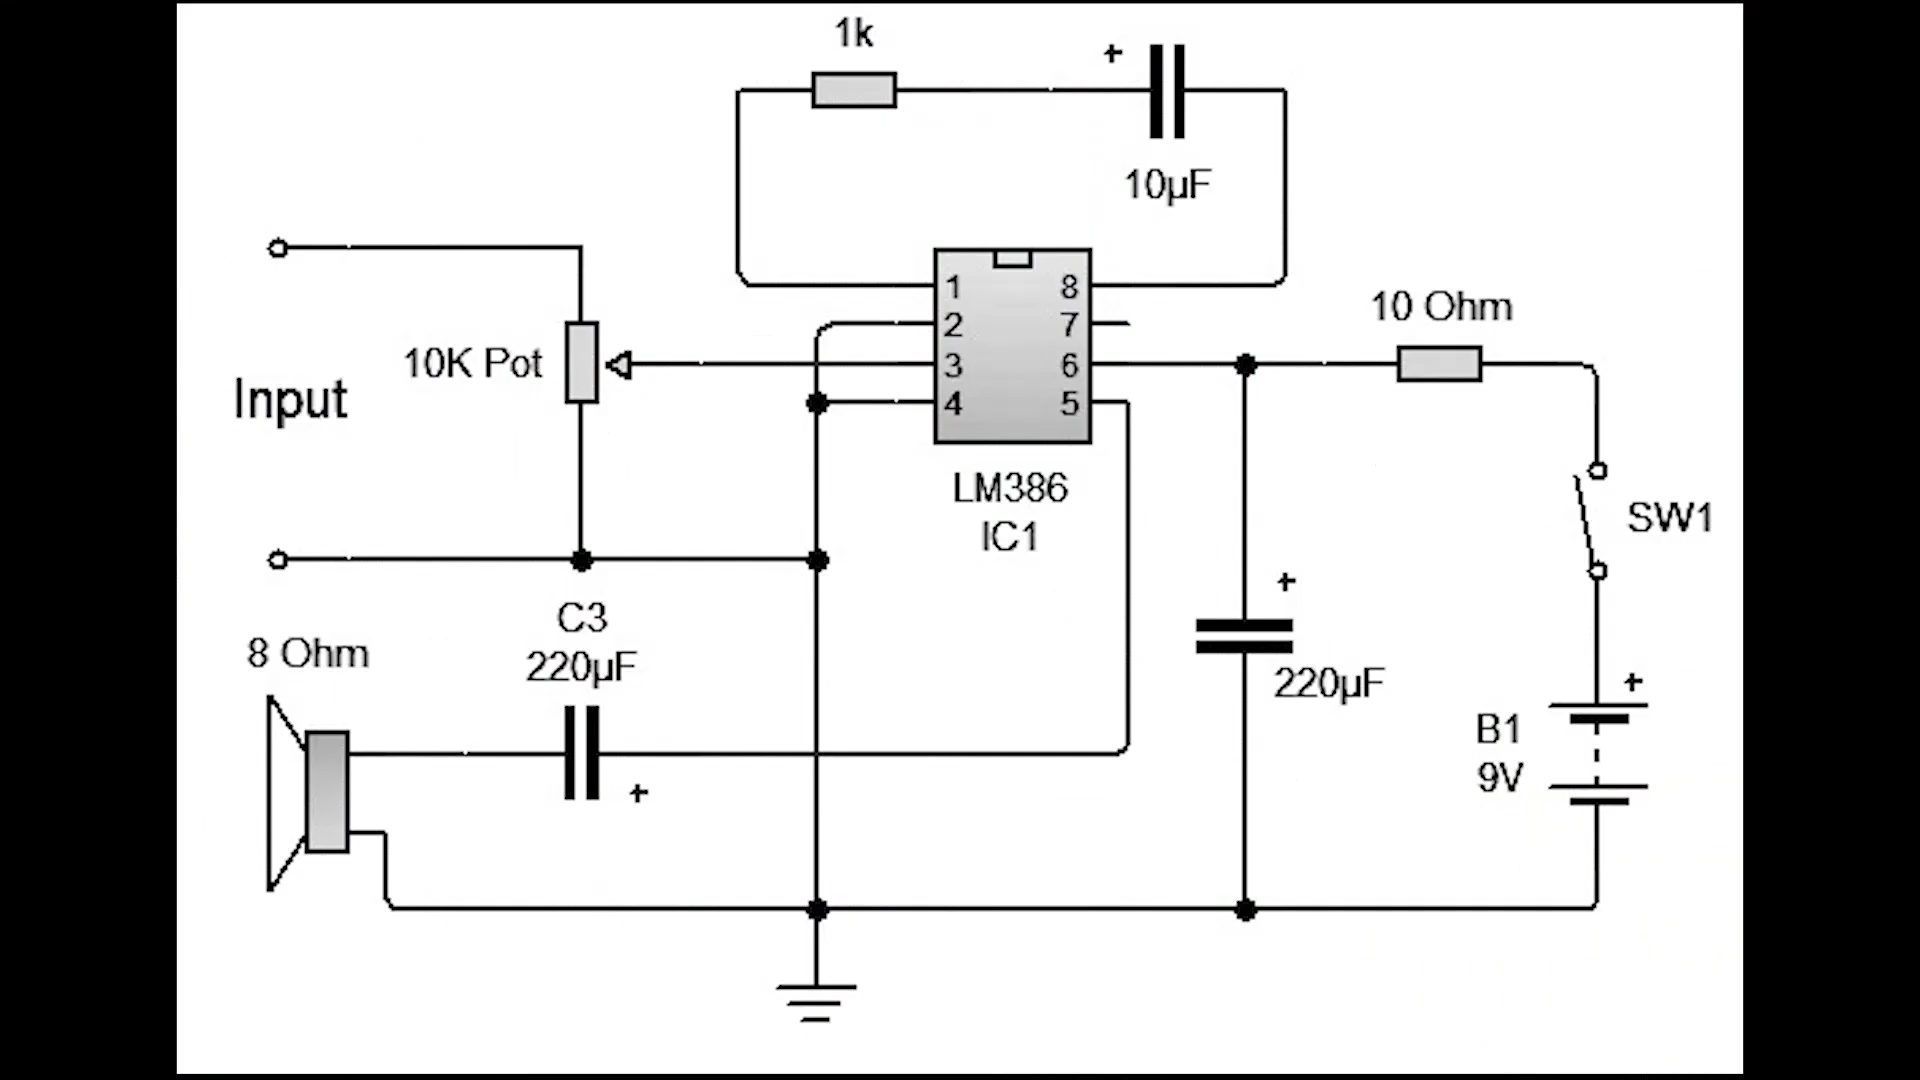 1k
+
10µF
10 Ohm
10K Pot
Input
1 8
2 7
3 6
4 5
LM386
IC1
SW1
+
C3
220µF
8 Ohm
+
220µF
+
B1
9V
+